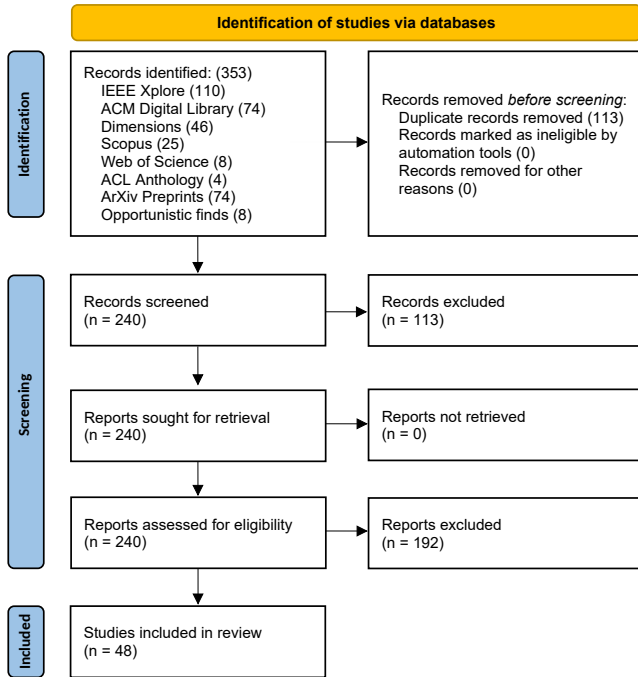 Identification of studies via databases
Identification
Records identified: (353)
IEEE Xplore (110)
ACM Digital Library (74)
Dimensions (46)
Scopus (25)
Web of Science (8)
ACL Anthology (4)
ArXiv Preprints (74)
Opportunistic finds (8)
Records removed before screening:
Duplicate records removed (113)
Records marked as ineligible by
automation tools (0)
Records removed for other
reasons (0)
Screening
Records screened
(n = 240)
Records excluded
(n = 113)
Reports sought for retrieval
(n = 240)
Reports not retrieved
(n = 0)
Reports assessed for eligibility
(n = 240)
Reports excluded
(n = 192)
Included
Studies included in review
(n = 48)